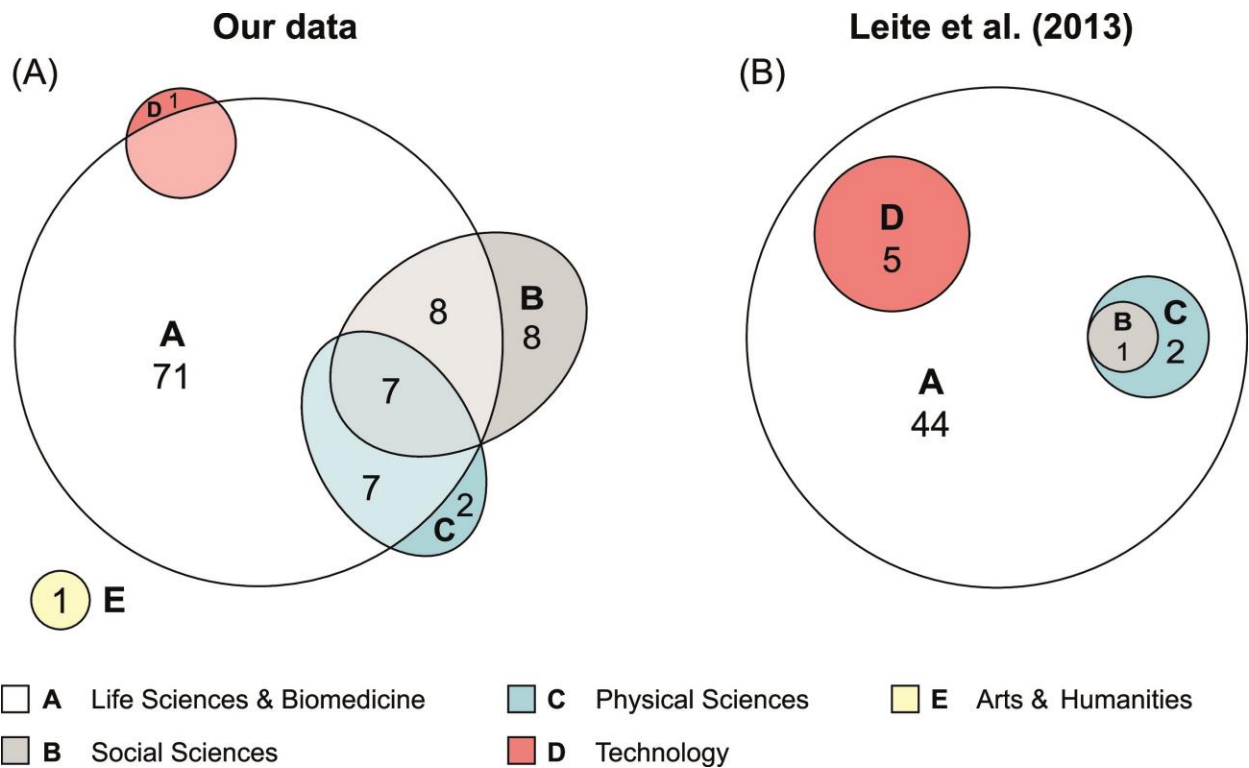 Our data
Leite et al. (2013)
(A)
(B)
D 1
D
5
8
B
8
B
1
C
2
A
71
7
A
44
7
2
C
1 E
A Life Sciences & Biomedicine
C Physical Sciences
E Arts & Humanities
B Social Sciences
D Technology